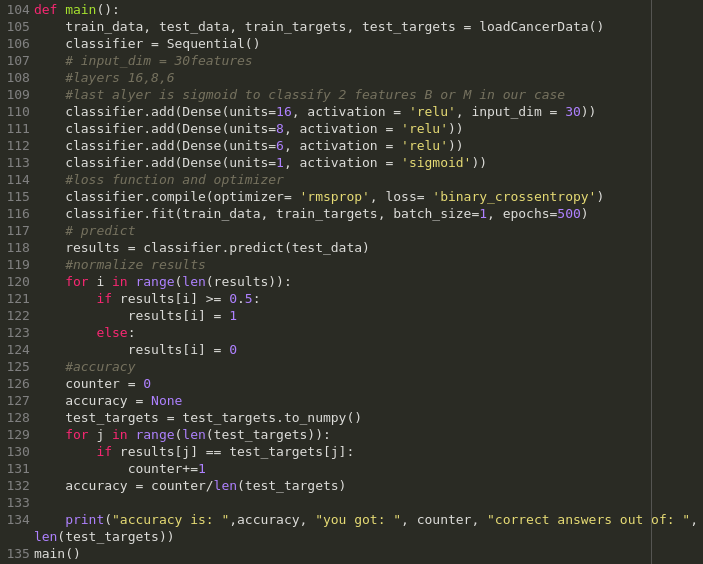 104 def main():
105     train_data, test_data, train_targets, test_targets = loadCancerData()
106     classifier = Sequential()
107     # input_dim = 30features
108     #layers 16,8,6
109     #last alyer is sigmoid to classify 2 features B or M in our case
110     classifier.add(Dense(units=16, activation = 'relu', input_dim = 30))
111     classifier.add(Dense(units=8, activation = 'relu'))
112     classifier.add(Dense(units=6, activation = 'relu'))
113     classifier.add(Dense(units=1, activation = 'sigmoid'))
114     #loss function and optimizer
115     classifier.compile(optimizer= 'rmsprop', loss= 'binary_crossentropy')
116     classifier.fit(train_data, train_targets, batch_size=1, epochs=500)
117     # predict
118     results = classifier.predict(test_data)
119     #normalize results
120     for i in range(len(results)):
121         if results[i] >= 0.5:
122             results[i] = 1
123         else:
124             results[i] = 0
125     #accuracy
126     counter = 0
127     accuracy = None
128     test_targets = test_targets.to_numpy()
129     for j in range(len(test_targets)):
130         if results[j] == test_targets[j]:
131             counter+=1
132     accuracy = counter/len(test_targets)
133
134     print("accuracy is: ",accuracy, "you got: ", counter, "correct answers out of: ",
len(test_targets))
135 main()